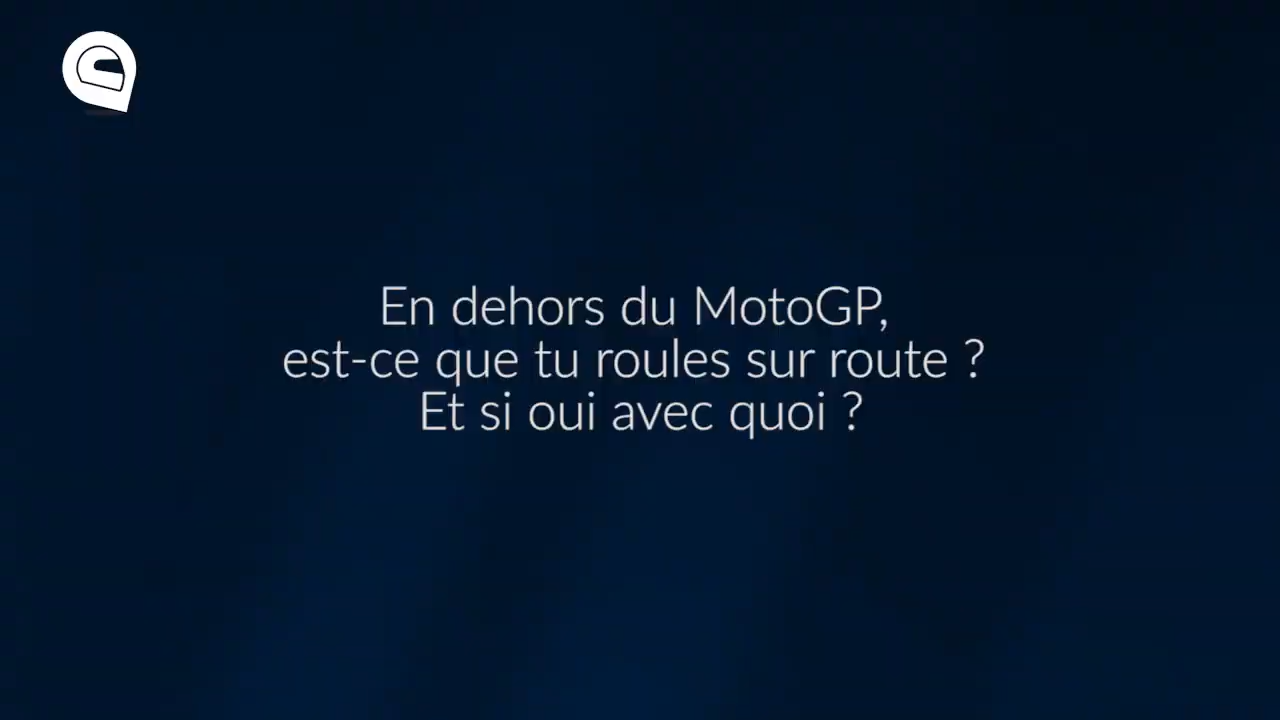 En dehors du MotoGP,
est-ce que tu roules sur route ?
Et si oui avec quoi ?